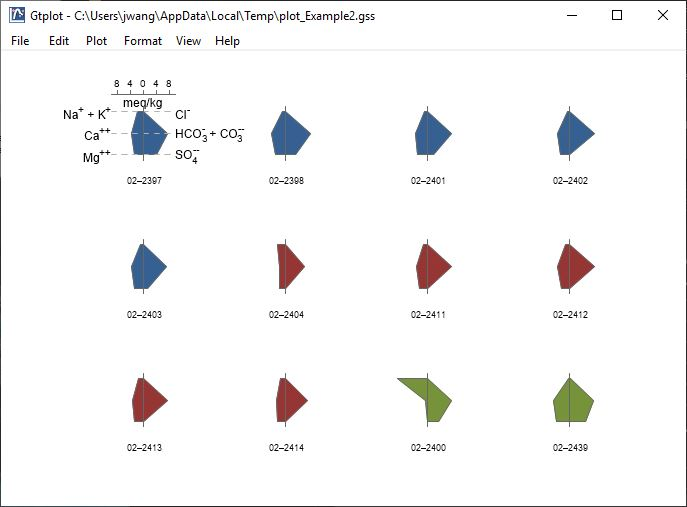 Gtplot - C:\Users\jwang\AppData\Local\Temp\plot_Example2.gss
File Edit Plot Format View Help
8 4 0 4 8
meq/kg
Na⁺ + K⁺ Cl⁻
Ca⁺⁺ HCO₃⁻ + CO₃⁻⁻
Mg⁺⁺ SO₄⁻⁻
02–2397 02–2398 02–2401 02–2402
02–2403 02–2404 02–2411 02–2412
02–2413 02–2414 02–2400 02–2439